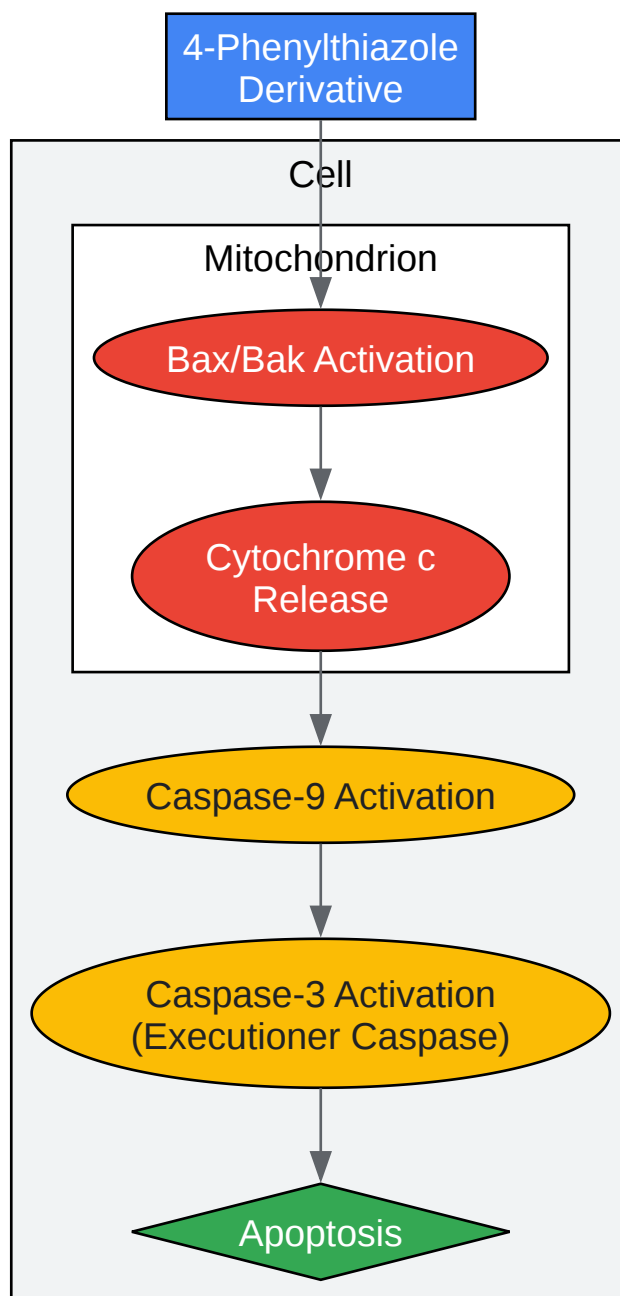 4-Phenylthiazole
Derivative
Cell
Mitochondrion
Bax/Bak Activation
Cytochrome c
Release
Caspase-9 Activation
Caspase-3 Activation
(Executioner Caspase)
Apoptosis